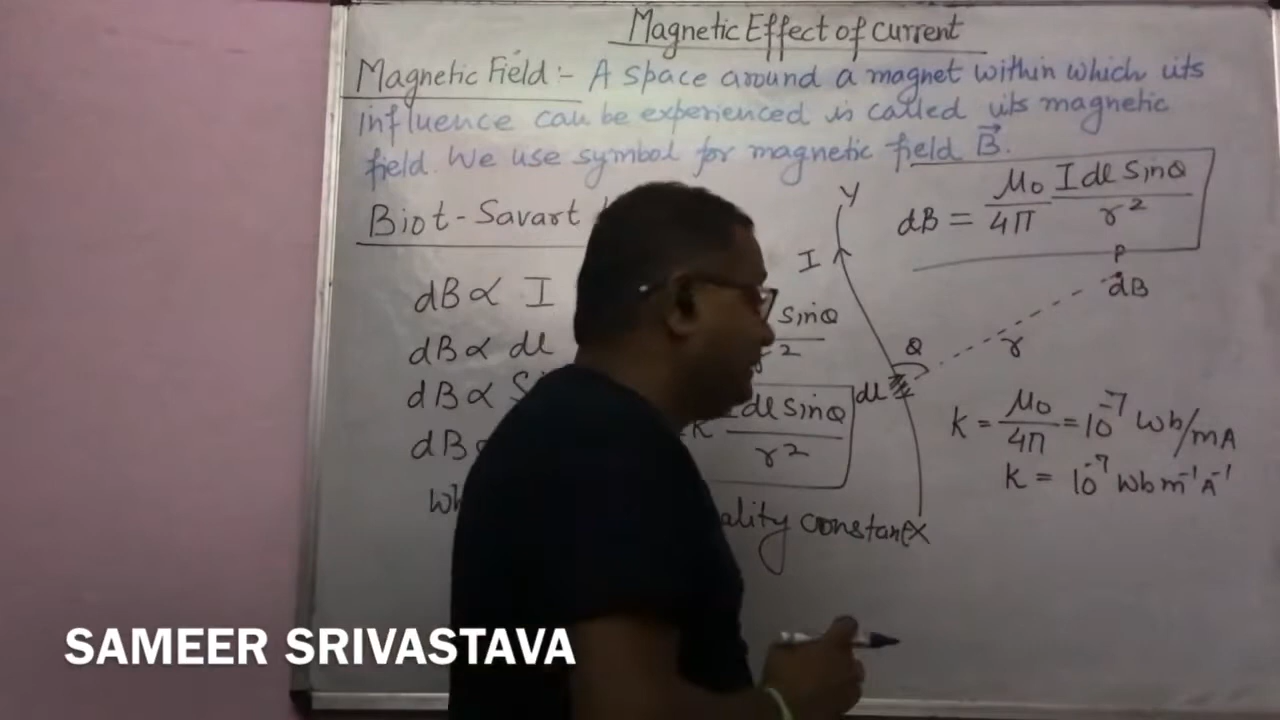 Magnetic Effect of Current
Magnetic Field :- A space around a magnet within which its
influence can be experienced is called its magnetic
field. We use symbol for magnetic field B⃗.
Biot-Savart
dB = μ₀/4π I dl Sinθ/r²
Y
I
P
dB
dB ∝ I
Sinθ
r²
dB ∝ dl
θ
r
dl
dB ∝
K dl Sinθ/r²
K = μ₀/4π = 10⁻⁷ Wb/mA
K = 10⁻⁷ Wb m⁻¹ A⁻¹
constant
X
SAMEER SRIVASTAVA